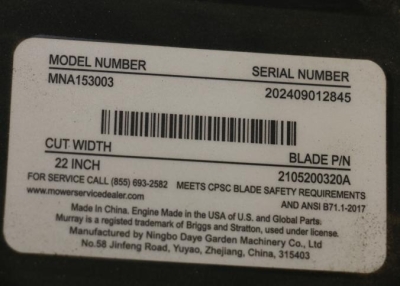 MODEL NUMBER SERIAL NUMBER
MNA153003 202409012845
CUT WIDTH BLADE P/N
22 INCH 2105200320A
FOR SERVICE CALL (855) 693-2582 MEETS CPSC BLADE SAFETY REQUIREMENTS
www.mowerservicedealer.com AND ANSI B71.1-2017
Made in China. Engine Made in the USA of U.S. and Global Parts.
Murray is a registered trademark of Briggs and Stratton, used under license.
Manufactured by Ningbo Daye Garden Machinery Co., Ltd
No.58 Jinfeng Road, Yuyao, Zhejiang, China, 315403